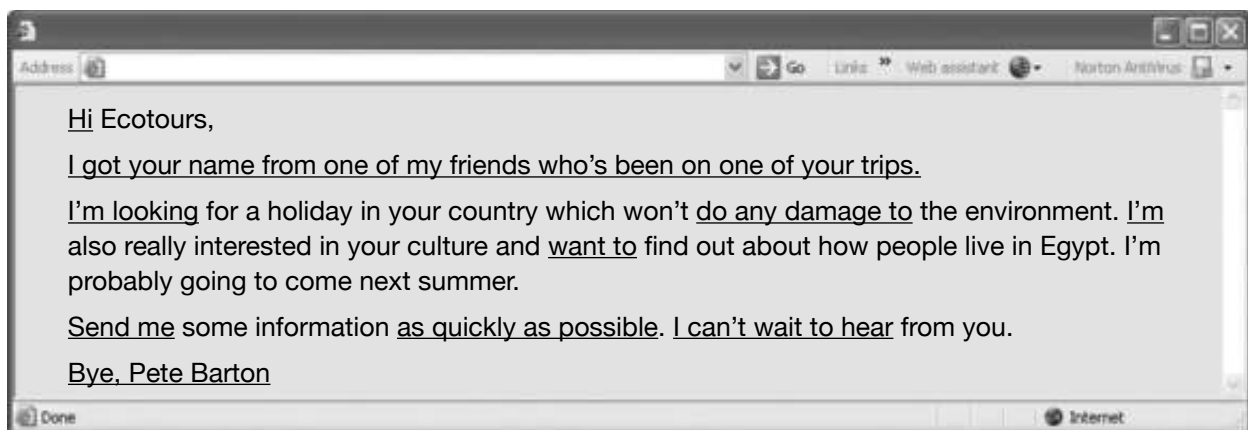 Address
Go
Links »
Web assistant
Norton AntiVirus
Hi Ecotours,
I got your name from one of my friends who's been on one of your trips.
I'm looking for a holiday in your country which won't do any damage to the environment. I'm
also really interested in your culture and want to find out about how people live in Egypt. I'm
probably going to come next summer.
Send me some information as quickly as possible. I can't wait to hear from you.
Bye, Pete Barton
Done
Internet